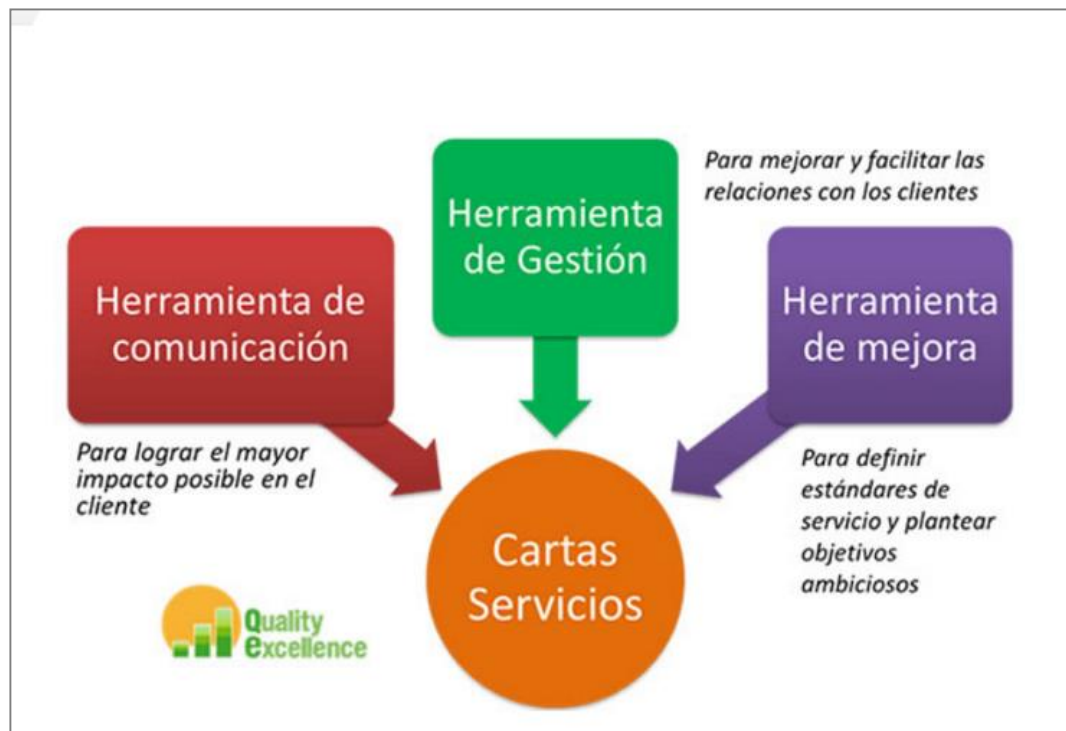 Herramienta
de Gestión
Para mejorar y facilitar las
relaciones con los clientes
Herramienta de
comunicación
Herramienta
de mejora
Para lograr el mayor
impacto posible en el
cliente
Para definir
estándares de
servicio y plantear
objetivos
ambiciosos
Cartas
Servicios
Quality
excellence